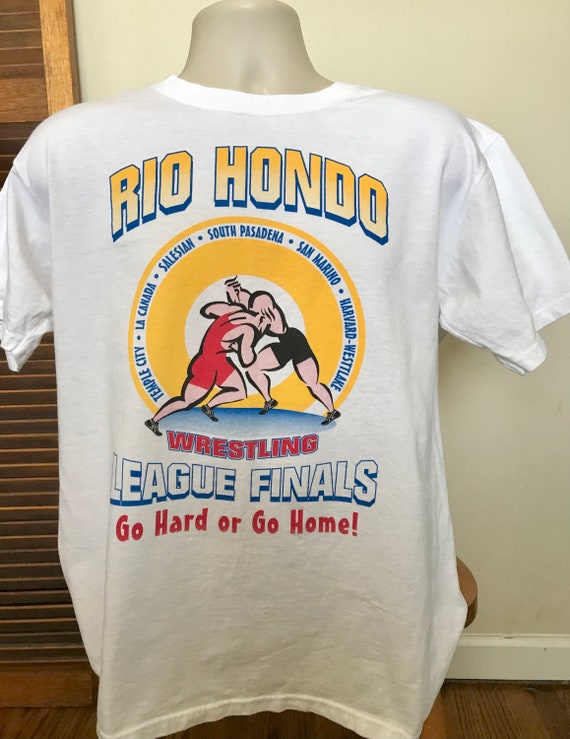 RIO HONDO
TEMPLE CITY • LA CANADA • SALESIAN • SOUTH PASADENA • SAN MARINO • HARVARD-WESTTLAKE
WRESTLING
LEAGUE FINALS
Go Hard or Go Home!